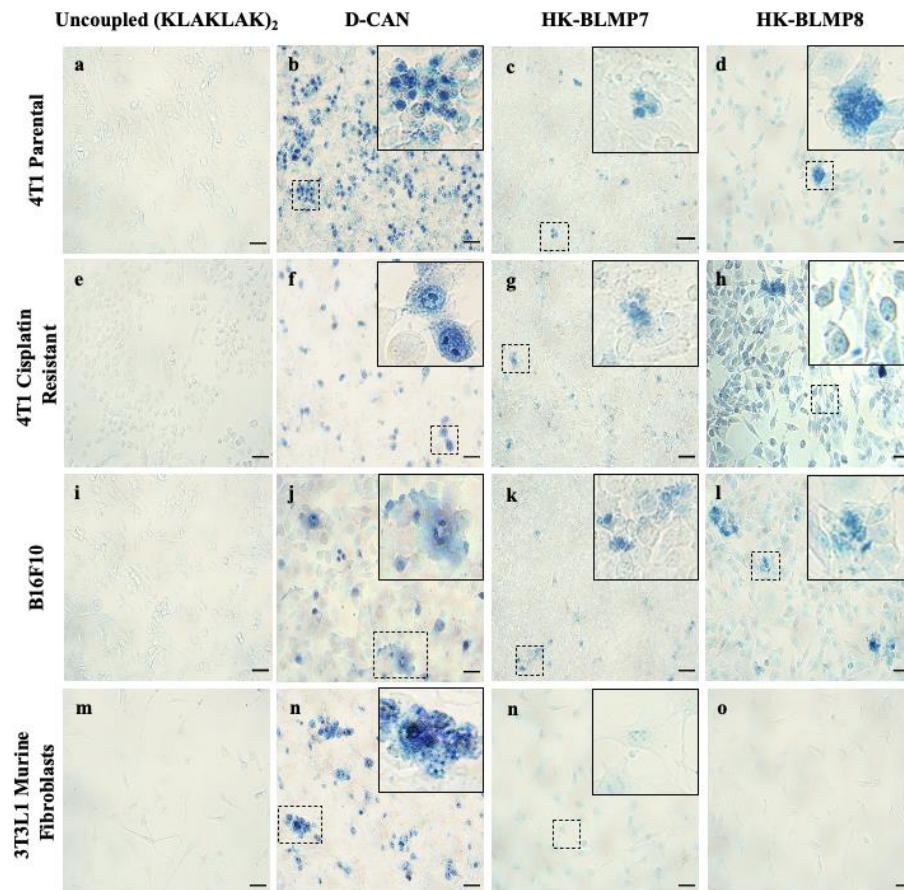 Uncoupled (KLAKLAK)₂ D-CAN HK-BLMP7 HK-BLMP8
4T1 Parental
a b c d
4T1 Cisplatin
Resistant
e f g h
B16F10
i j k l
3T3L1 Murine
Fibroblasts
m n n o